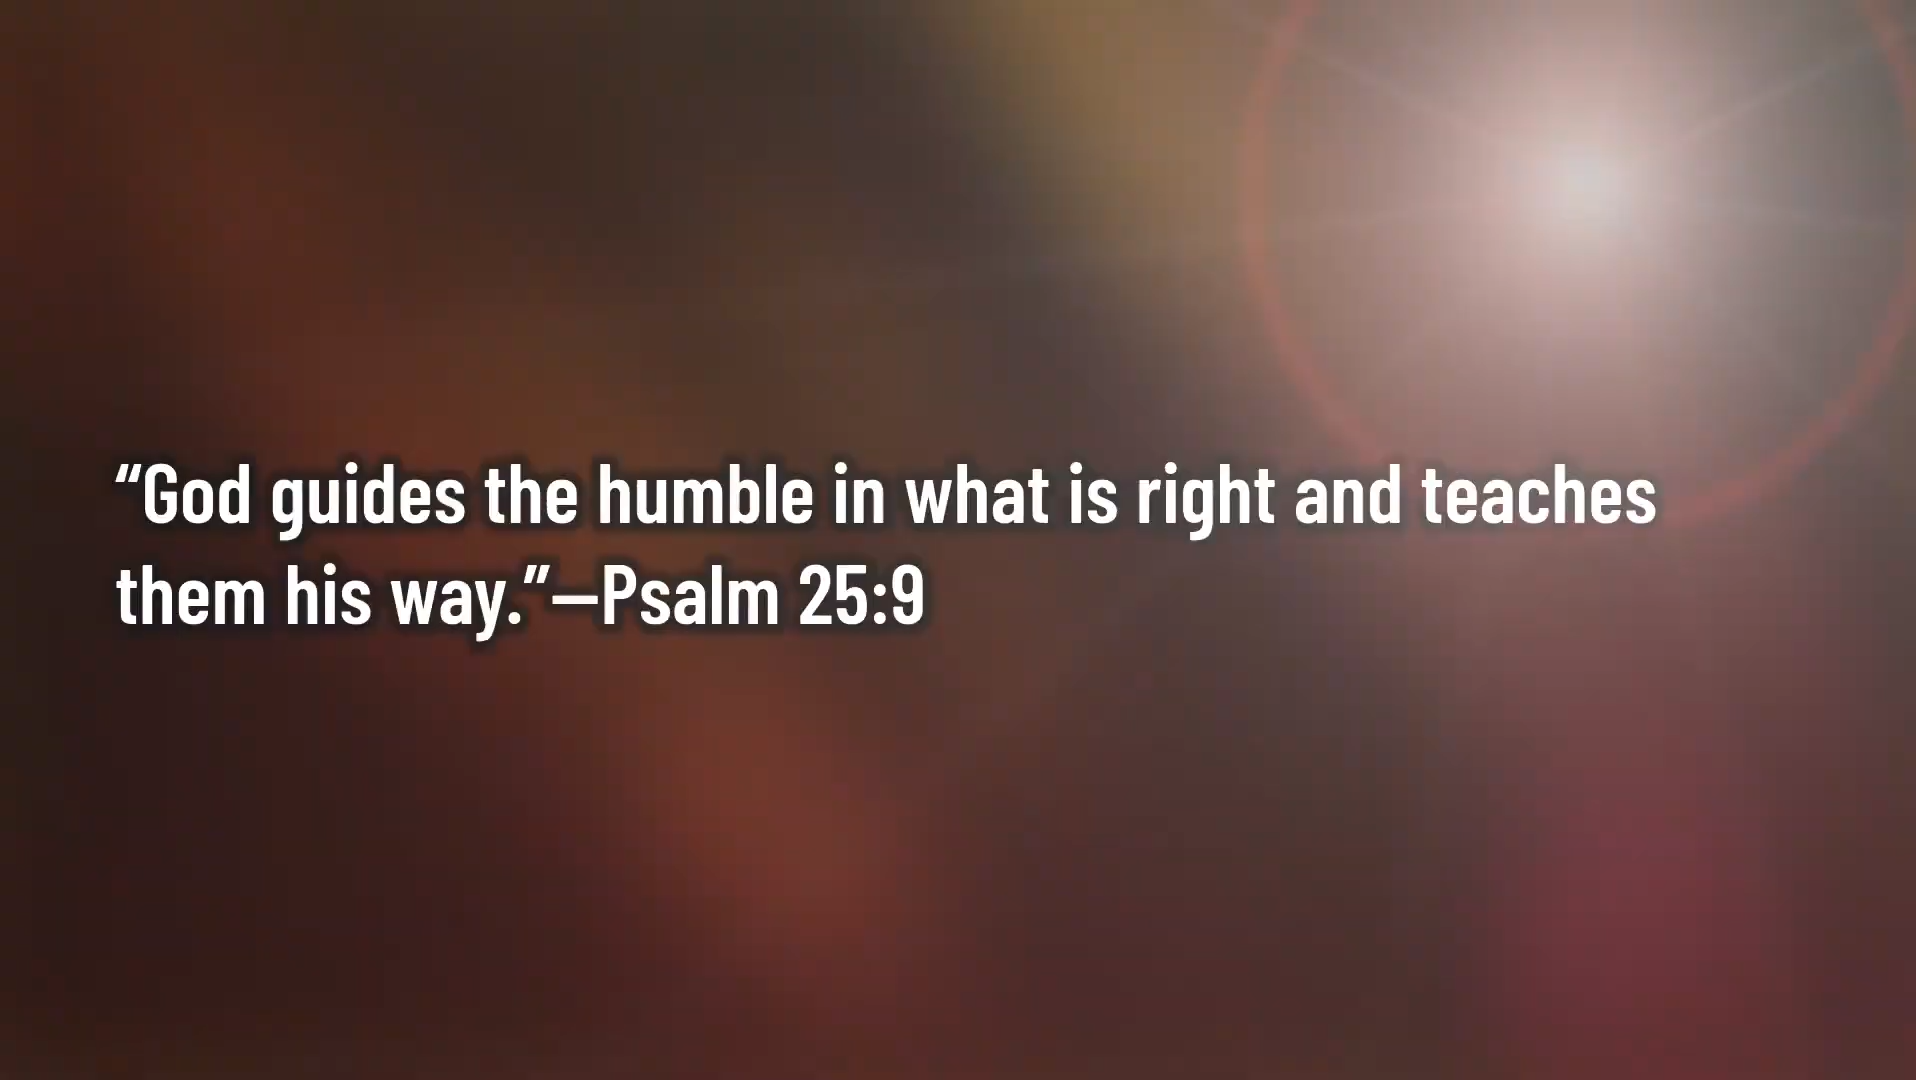 “God guides the humble in what is right and teaches
them his way.”—Psalm 25:9